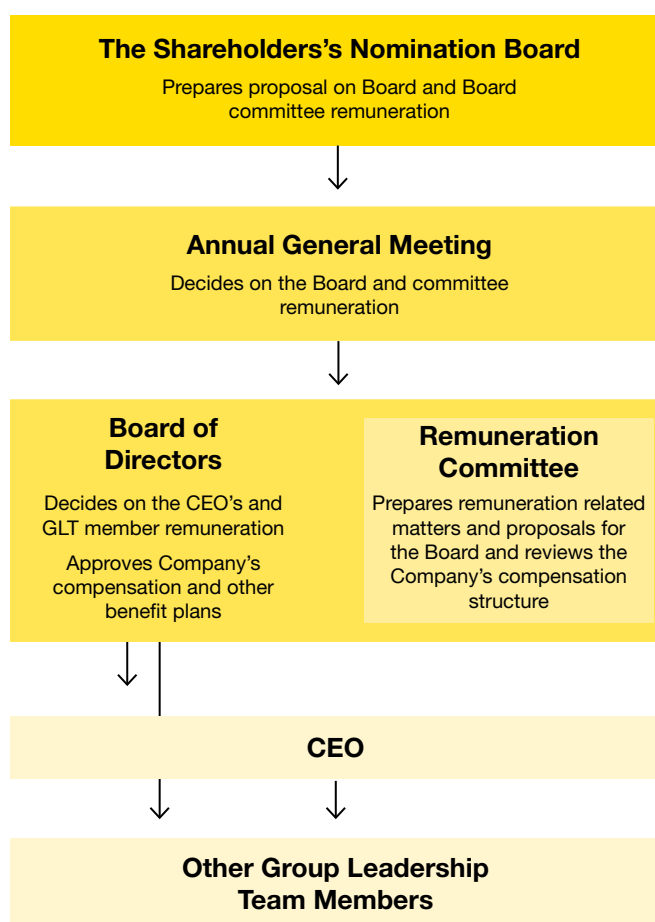 The Shareholders's Nomination Board
Prepares proposal on Board and Board
committee remuneration
Annual General Meeting
Decides on the Board and committee
remuneration
Board of
Directors
Decides on the CEO's and
GLT member remuneration
Approves Company's
compensation and other
benefit plans
Remuneration
Committee
Prepares remuneration related
matters and proposals for
the Board and reviews the
Company's compensation
structure
CEO
Other Group Leadership
Team Members